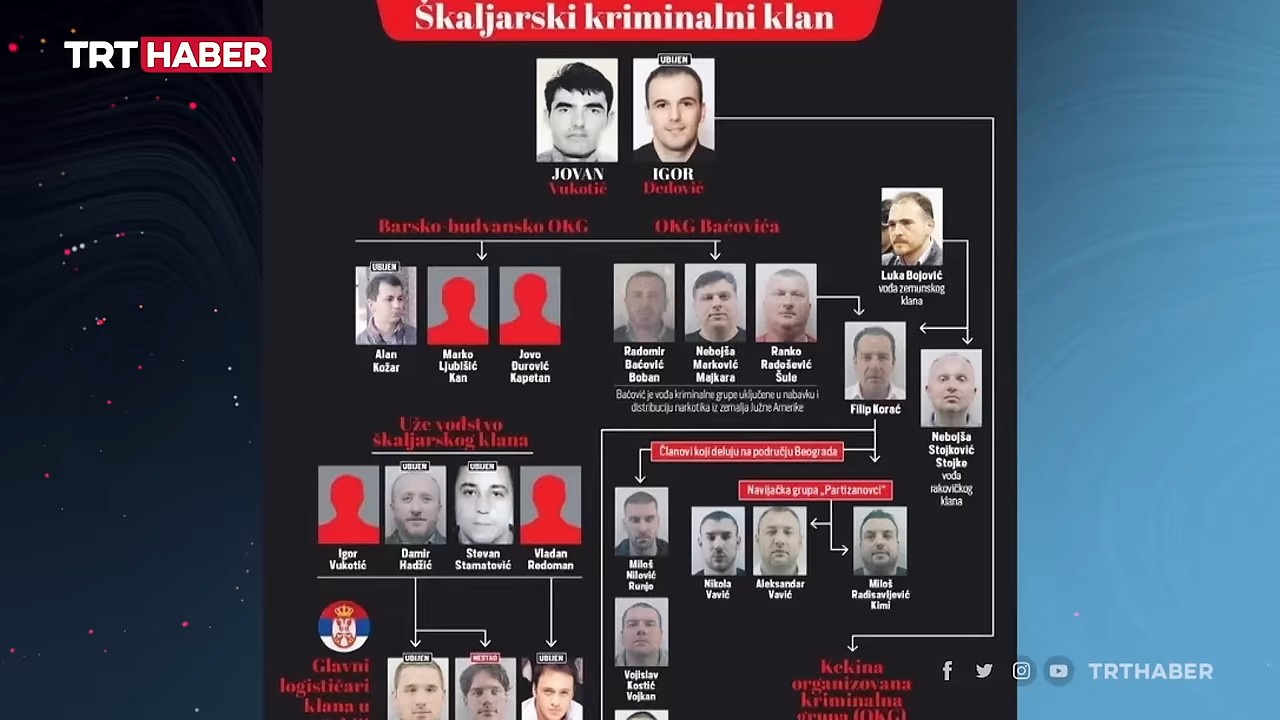 Škaljarski kriminalni klan
TRT HABER
UBIJEN
JOVAN
Vukotić
IGOR
Dedović
Barsko-budvansko OKG
OKG Baćovića
UBIJEN
Alan
Kožar
Marko
Ljubišić
Kan
Jovo
Đurović
Kapetan
Radomir
Baćović
Boban
Nebojša
Marković
Majkara
Ranko
Radošević
Šule
Baćović je vođa kriminalne grupe uključene u nabavku i
distribuciju narkotika iz zemalja Južne Amerike
Luka Bojović
vođa zemunskog
klana
Filip Korać
Nebojša
Stojković
Stojke
vođa
rakovičkog
klana
Uže vodstvo
škaljarskog klana
UBIJEN
UBIJEN
Igor
Vukotić
Damir
Hadžić
Stevan
Stamatović
Vladan
Redoman
Članovi koji deluju na području Beograda
Navijačka grupa „Partizanovci“
Miloš
Nilović
Runjo
Nikola
Vavić
Aleksandar
Vavić
Miloš
Radisavljević
Kimi
Vojislav
Kostić
Vojkan
Glavni
logističari
klana u
UBIJEN
NESTAO
UBIJEN
Kekina
organizovana
kriminalna
grupa (OKG)
TRTHABER